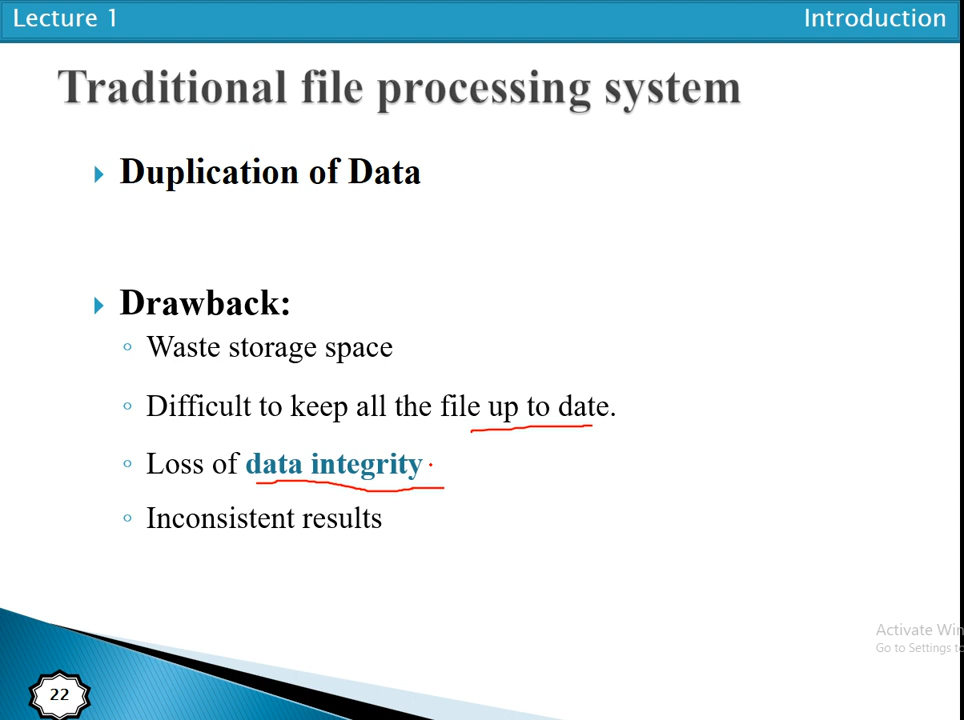 Lecture 1
Introduction
Traditional file processing system
Duplication of Data
Drawback:
Waste storage space
Difficult to keep all the file up to date.
Loss of data integrity
Inconsistent results
Activate Win
Go to Settings t
22